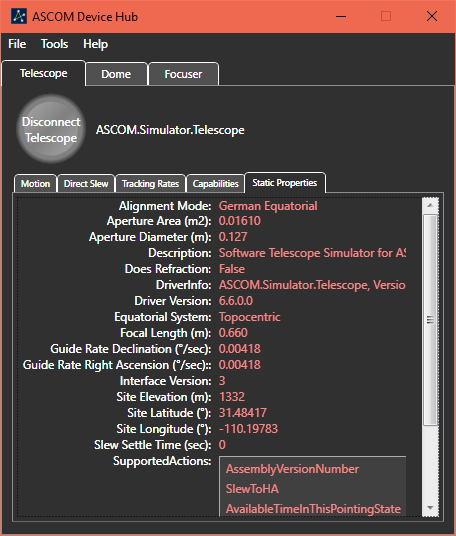 ASCOM Device Hub
File Tools Help
Telescope Dome Focuser
Disconnect
Telescope
ASCOM.Simulator.Telescope
Motion Direct Slew Tracking Rates Capabilities Static Properties
Alignment Mode: German Equatorial
Aperture Area (m2): 0.01610
Aperture Diameter (m): 0.127
Description: Software Telescope Simulator for AS
Does Refraction: False
DriverInfo: ASCOM.Simulator.Telescope, Versio
Driver Version: 6.6.0.0
Equatorial System: Topocentric
Focal Length (m): 0.660
Guide Rate Declination (°/sec): 0.00418
Guide Rate Right Ascension (°/sec):: 0.00418
Interface Version: 3
Site Elevation (m): 1332
Site Latitude (°): 31.48417
Site Longitude (°): -110.19783
Slew Settle Time (sec): 0
SupportedActions:
AssemblyVersionNumber
SlewToHA
AvailableTimeInThisPointingState